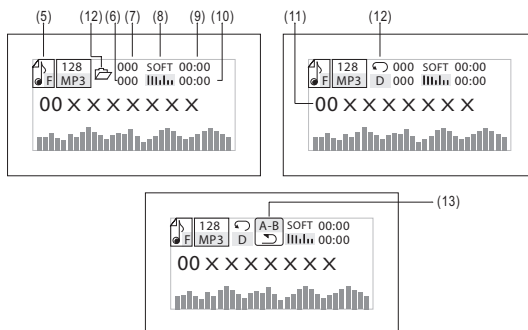 (5) (12) (6) (7) (8) (9) (10)
128 000 SOFT 00:00
F MP3 000 00:00
00 X X X X X X X
(12)
128 000 SOFT 00:00
F MP3 D 000 00:00
(11) 00 X X X X X X X
(13)
128 A-B SOFT 00:00
F MP3 D 00:00
00 X X X X X X X